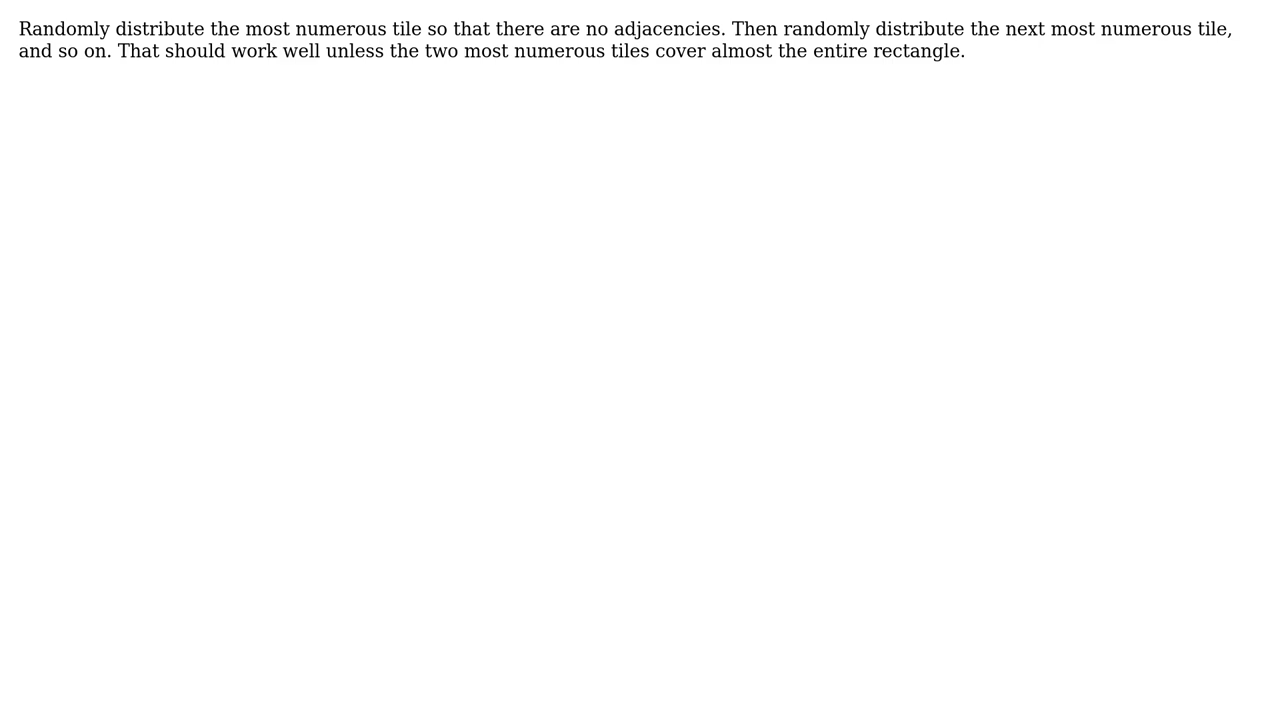 Randomly distribute the most numerous tile so that there are no adjacencies. Then randomly distribute the next most numerous tile,
and so on. That should work well unless the two most numerous tiles cover almost the entire rectangle.